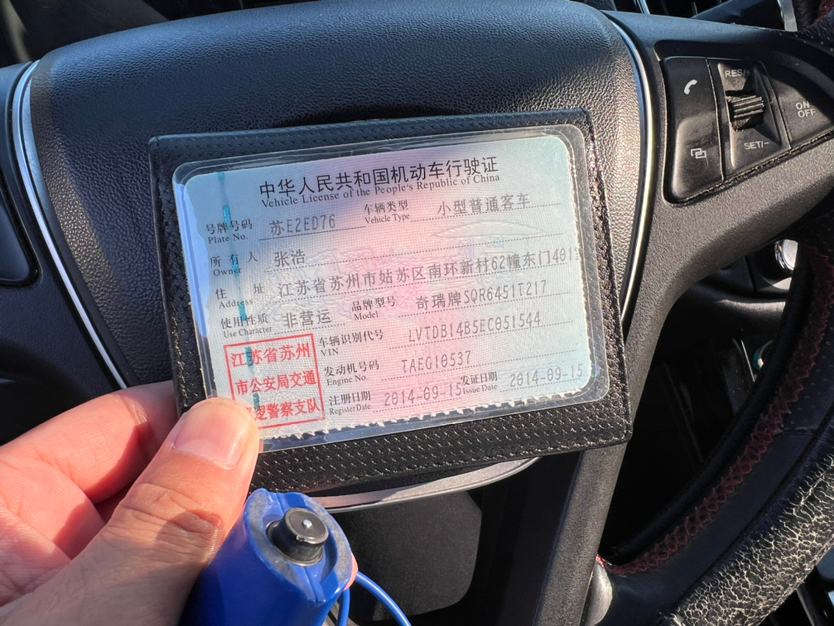 中华人民共和国机动车行驶证
Vehicle License of the People's Republic of China
号牌号码 苏E2ED76 车辆类型 小型普通客车
Plate No. Vehicle Type
所有人 张浩
Owner
住址 江苏省苏州市姑苏区南环新村62幢东门401室
Address
使用性质 非营运 品牌型号 奇瑞牌SQR6451T217
Use Character Model
车辆识别代号 LVTDB14B5EC051544
VIN
发动机号码 TAEG10537
Engine No.
注册日期 2014-09-15 发证日期 2014-09-15
Register Date Issue Date
江苏省苏州
市公安局交通
警察支队
RES/+
SET/-
ON
OFF